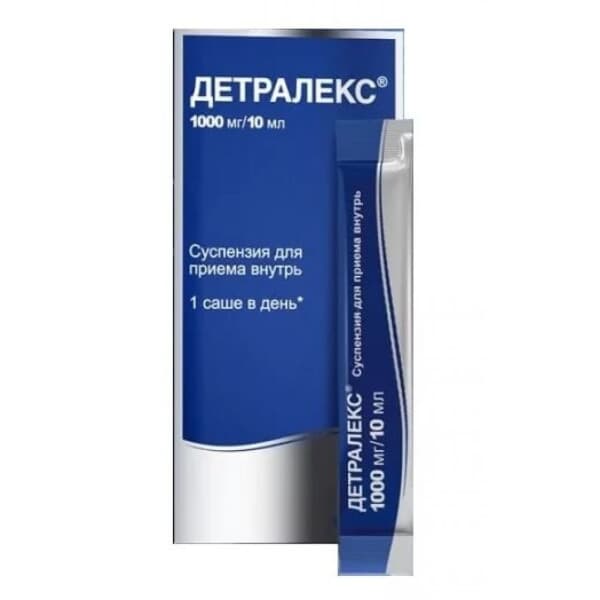 ДЕТРАЛЕКС®
1000 мг/10 мл
Суспензия для
приема внутрь
1 саше в день*
ДЕТРАЛЕКС® Суспензия для приема внутрь
1000 мг/10 мл